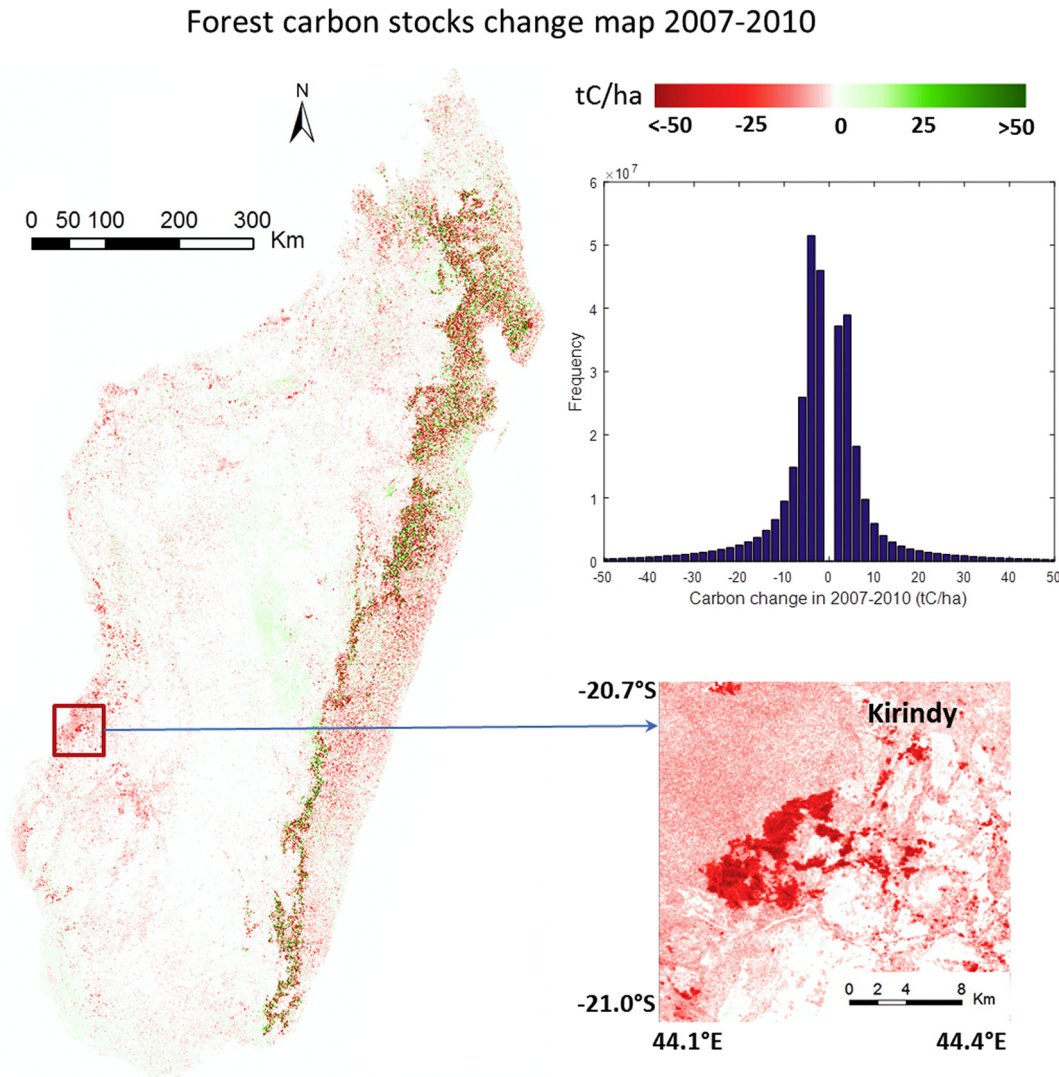 Forest carbon stocks change map 2007-2010
N
tC/ha
<-50 -25 0 25 >50
0 50 100 200 300
Km
×10⁷
6
5
4
3
2
1
0
Frequency
-50 -40 -30 -20 -10 0 10 20 30 40 50
Carbon change in 2007-2010 (tC/ha)
-20.7°S
Kirindy
-21.0°S
0 2 4 8
Km
44.1°E 44.4°E